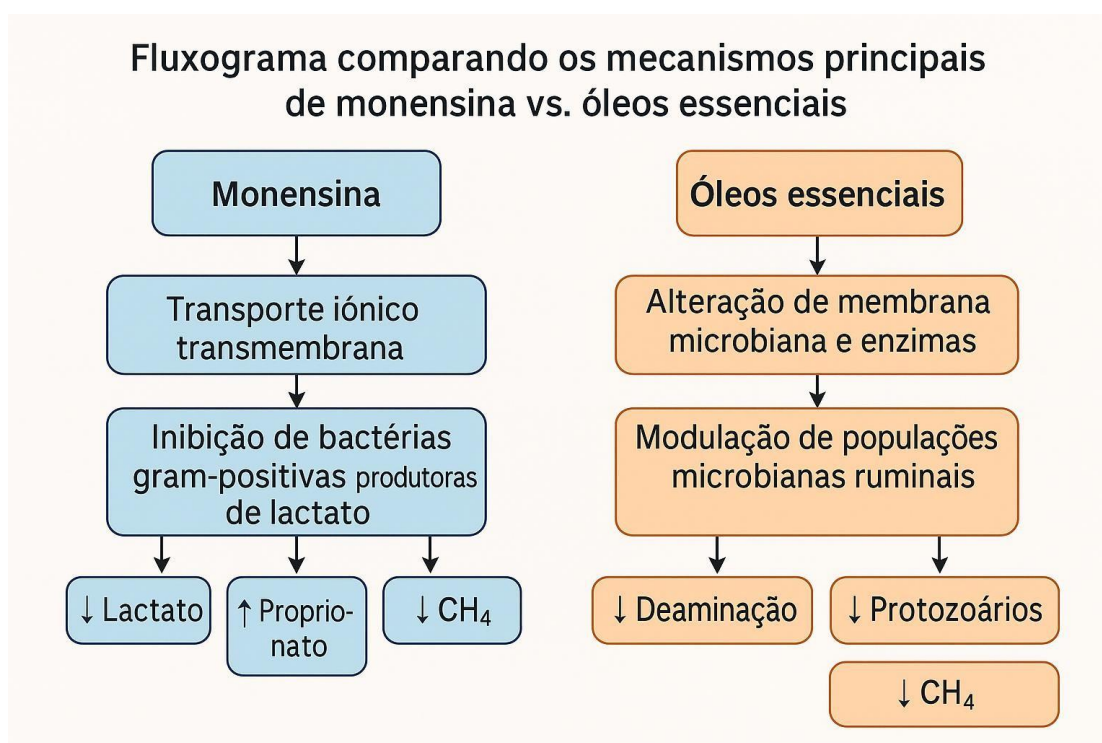 Fluxograma comparando os mecanismos principais
de monensina vs. óleos essenciais
Monensina
Transporte iónico
transmembrana
Inibição de bactérias
gram-positivas produtoras
de lactato
↓ Lactato
↑ Proprio-
nato
↓ CH₄
Óleos essenciais
Alteração de membrana
microbiana e enzimas
Modulação de populações
microbianas ruminais
↓ Deaminação
↓ Protozoários
↓ CH₄